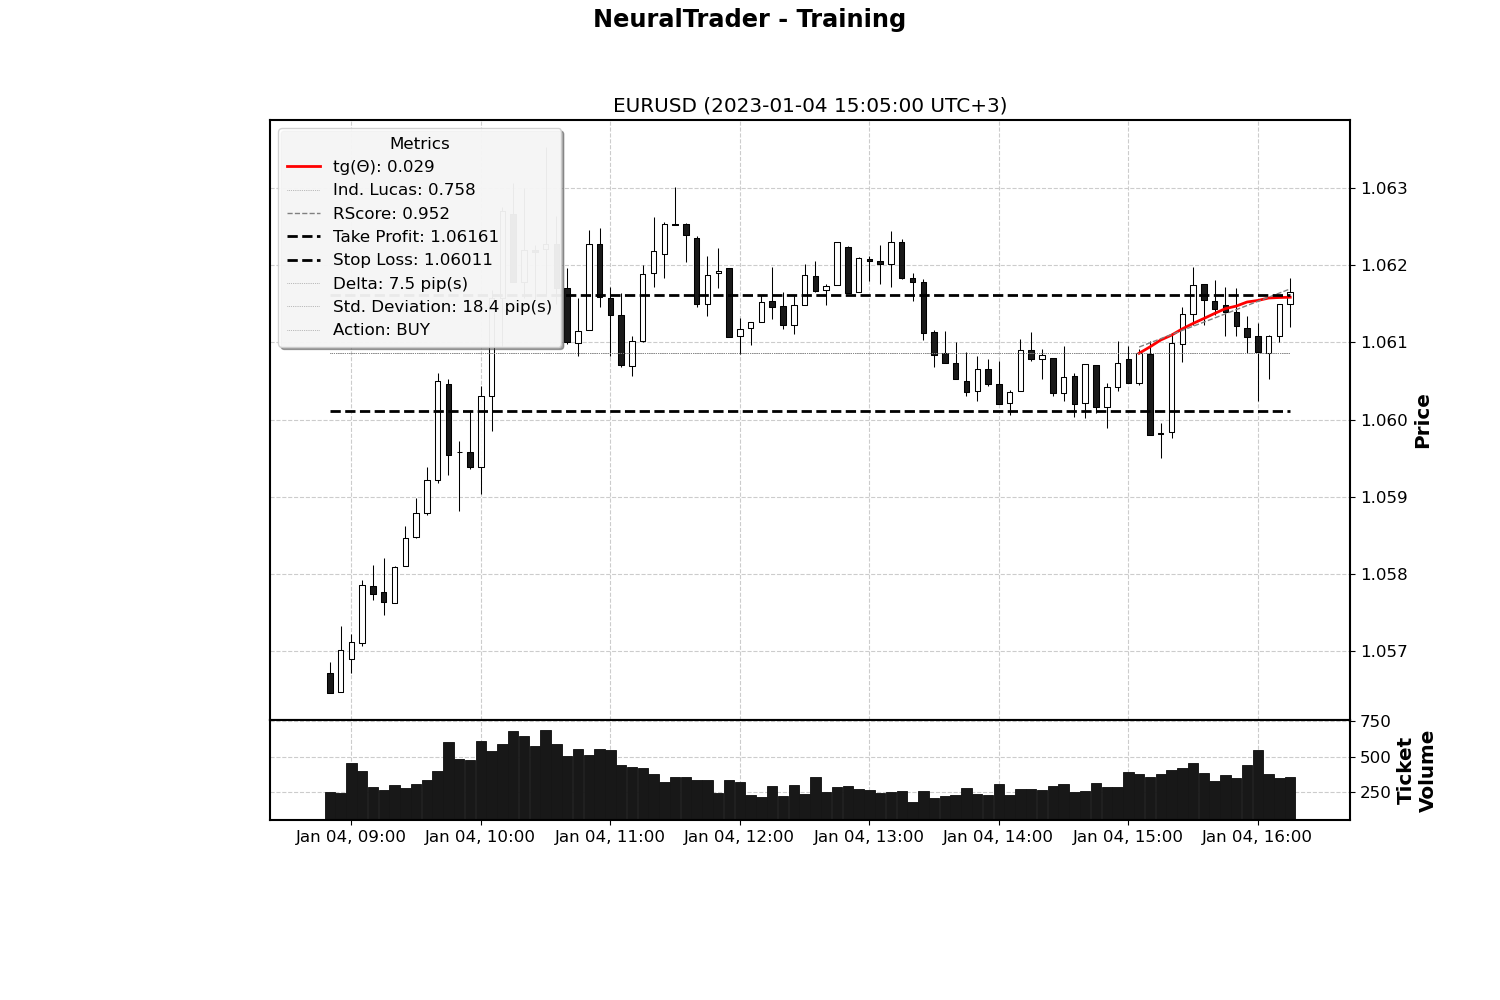 NeuralTrader - Training
EURUSD (2023-01-04 15:05:00 UTC+3)
Metrics
tg(Θ): 0.029
Ind. Lucas: 0.758
RScore: 0.952
Take Profit: 1.06161
Stop Loss: 1.06011
Delta: 7.5 pip(s)
Std. Deviation: 18.4 pip(s)
Action: BUY
1.063
1.062
1.061
1.060
1.059
1.058
1.057
Price
750
500
250
Ticket
Volume
Jan 04, 09:00 Jan 04, 10:00 Jan 04, 11:00 Jan 04, 12:00 Jan 04, 13:00 Jan 04, 14:00 Jan 04, 15:00 Jan 04, 16:00